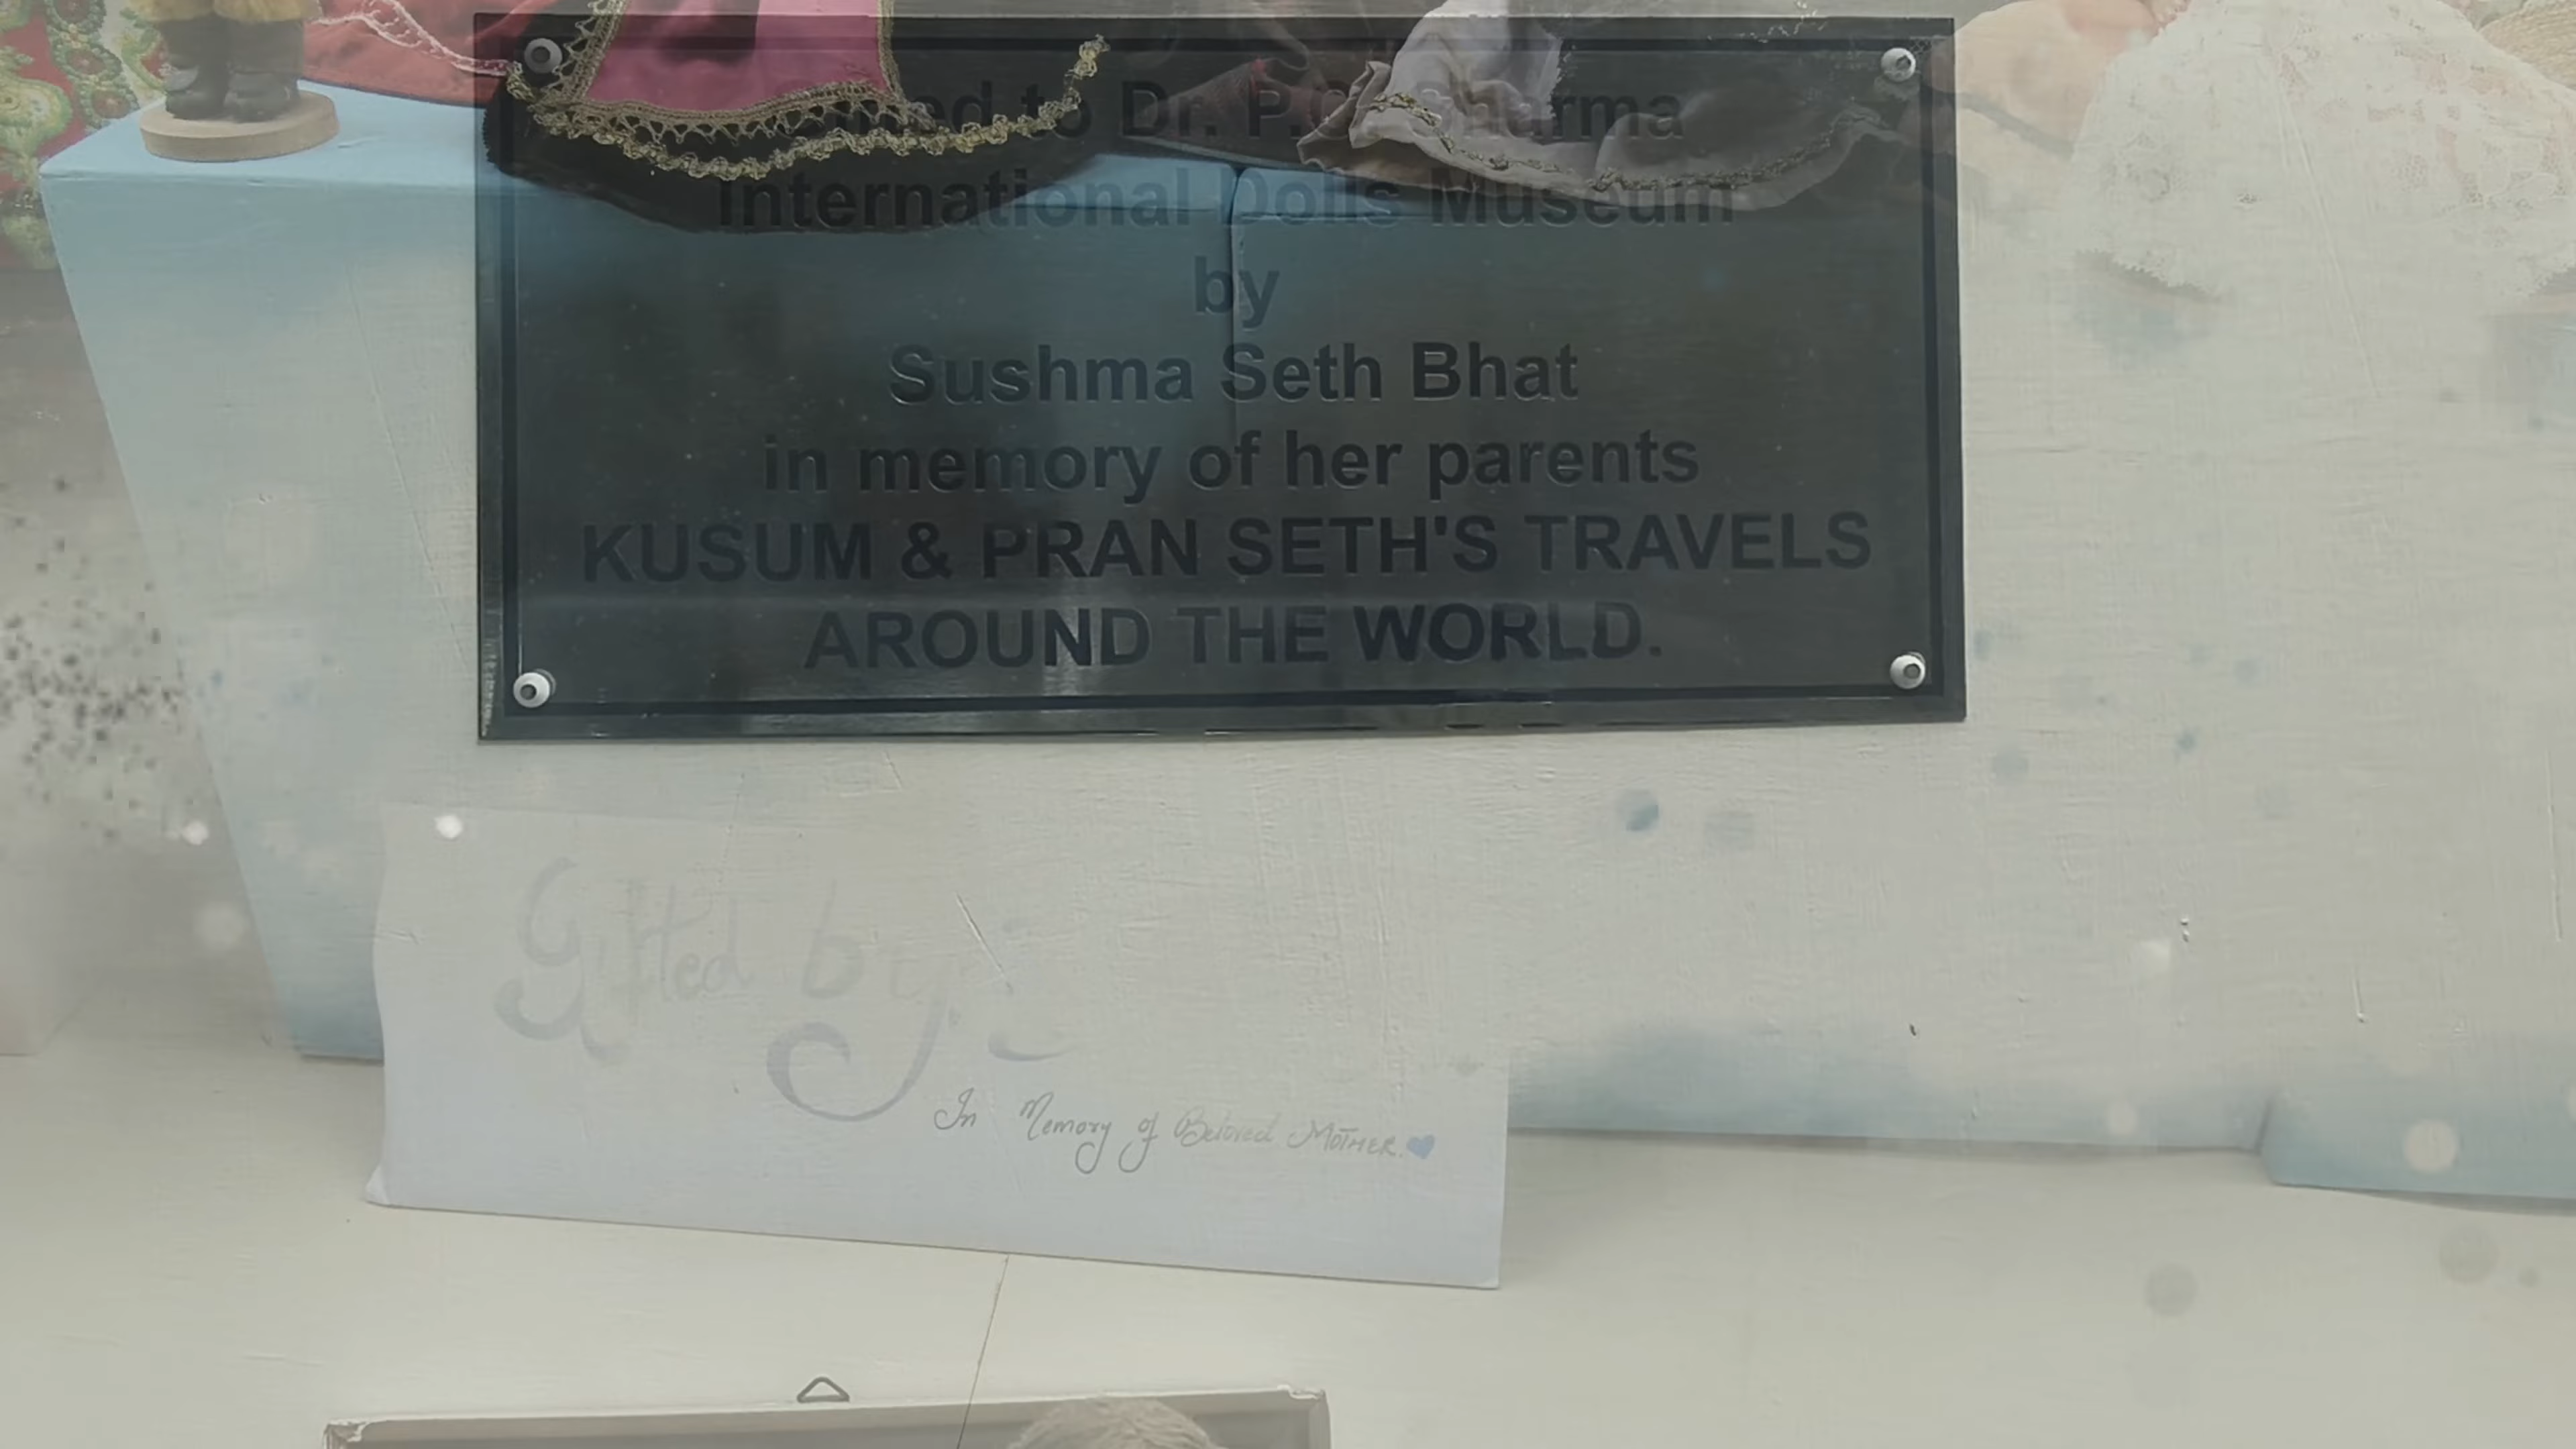 to Dr. Sharma
International Dolls Museum
by
Sushma Seth Bhat
in memory of her parents
KUSUM & PRAN SETH'S TRAVELS
AROUND THE WORLD.
Gifted by
In Memory of Beloved MOTHER.